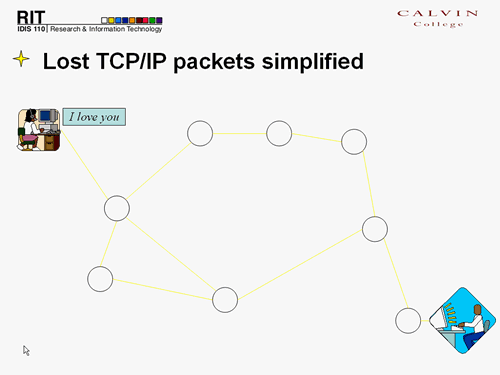 RIT
IDIS 110 | Research & Information Technology
CALVIN
College
Lost TCP/IP packets simplified
I love you